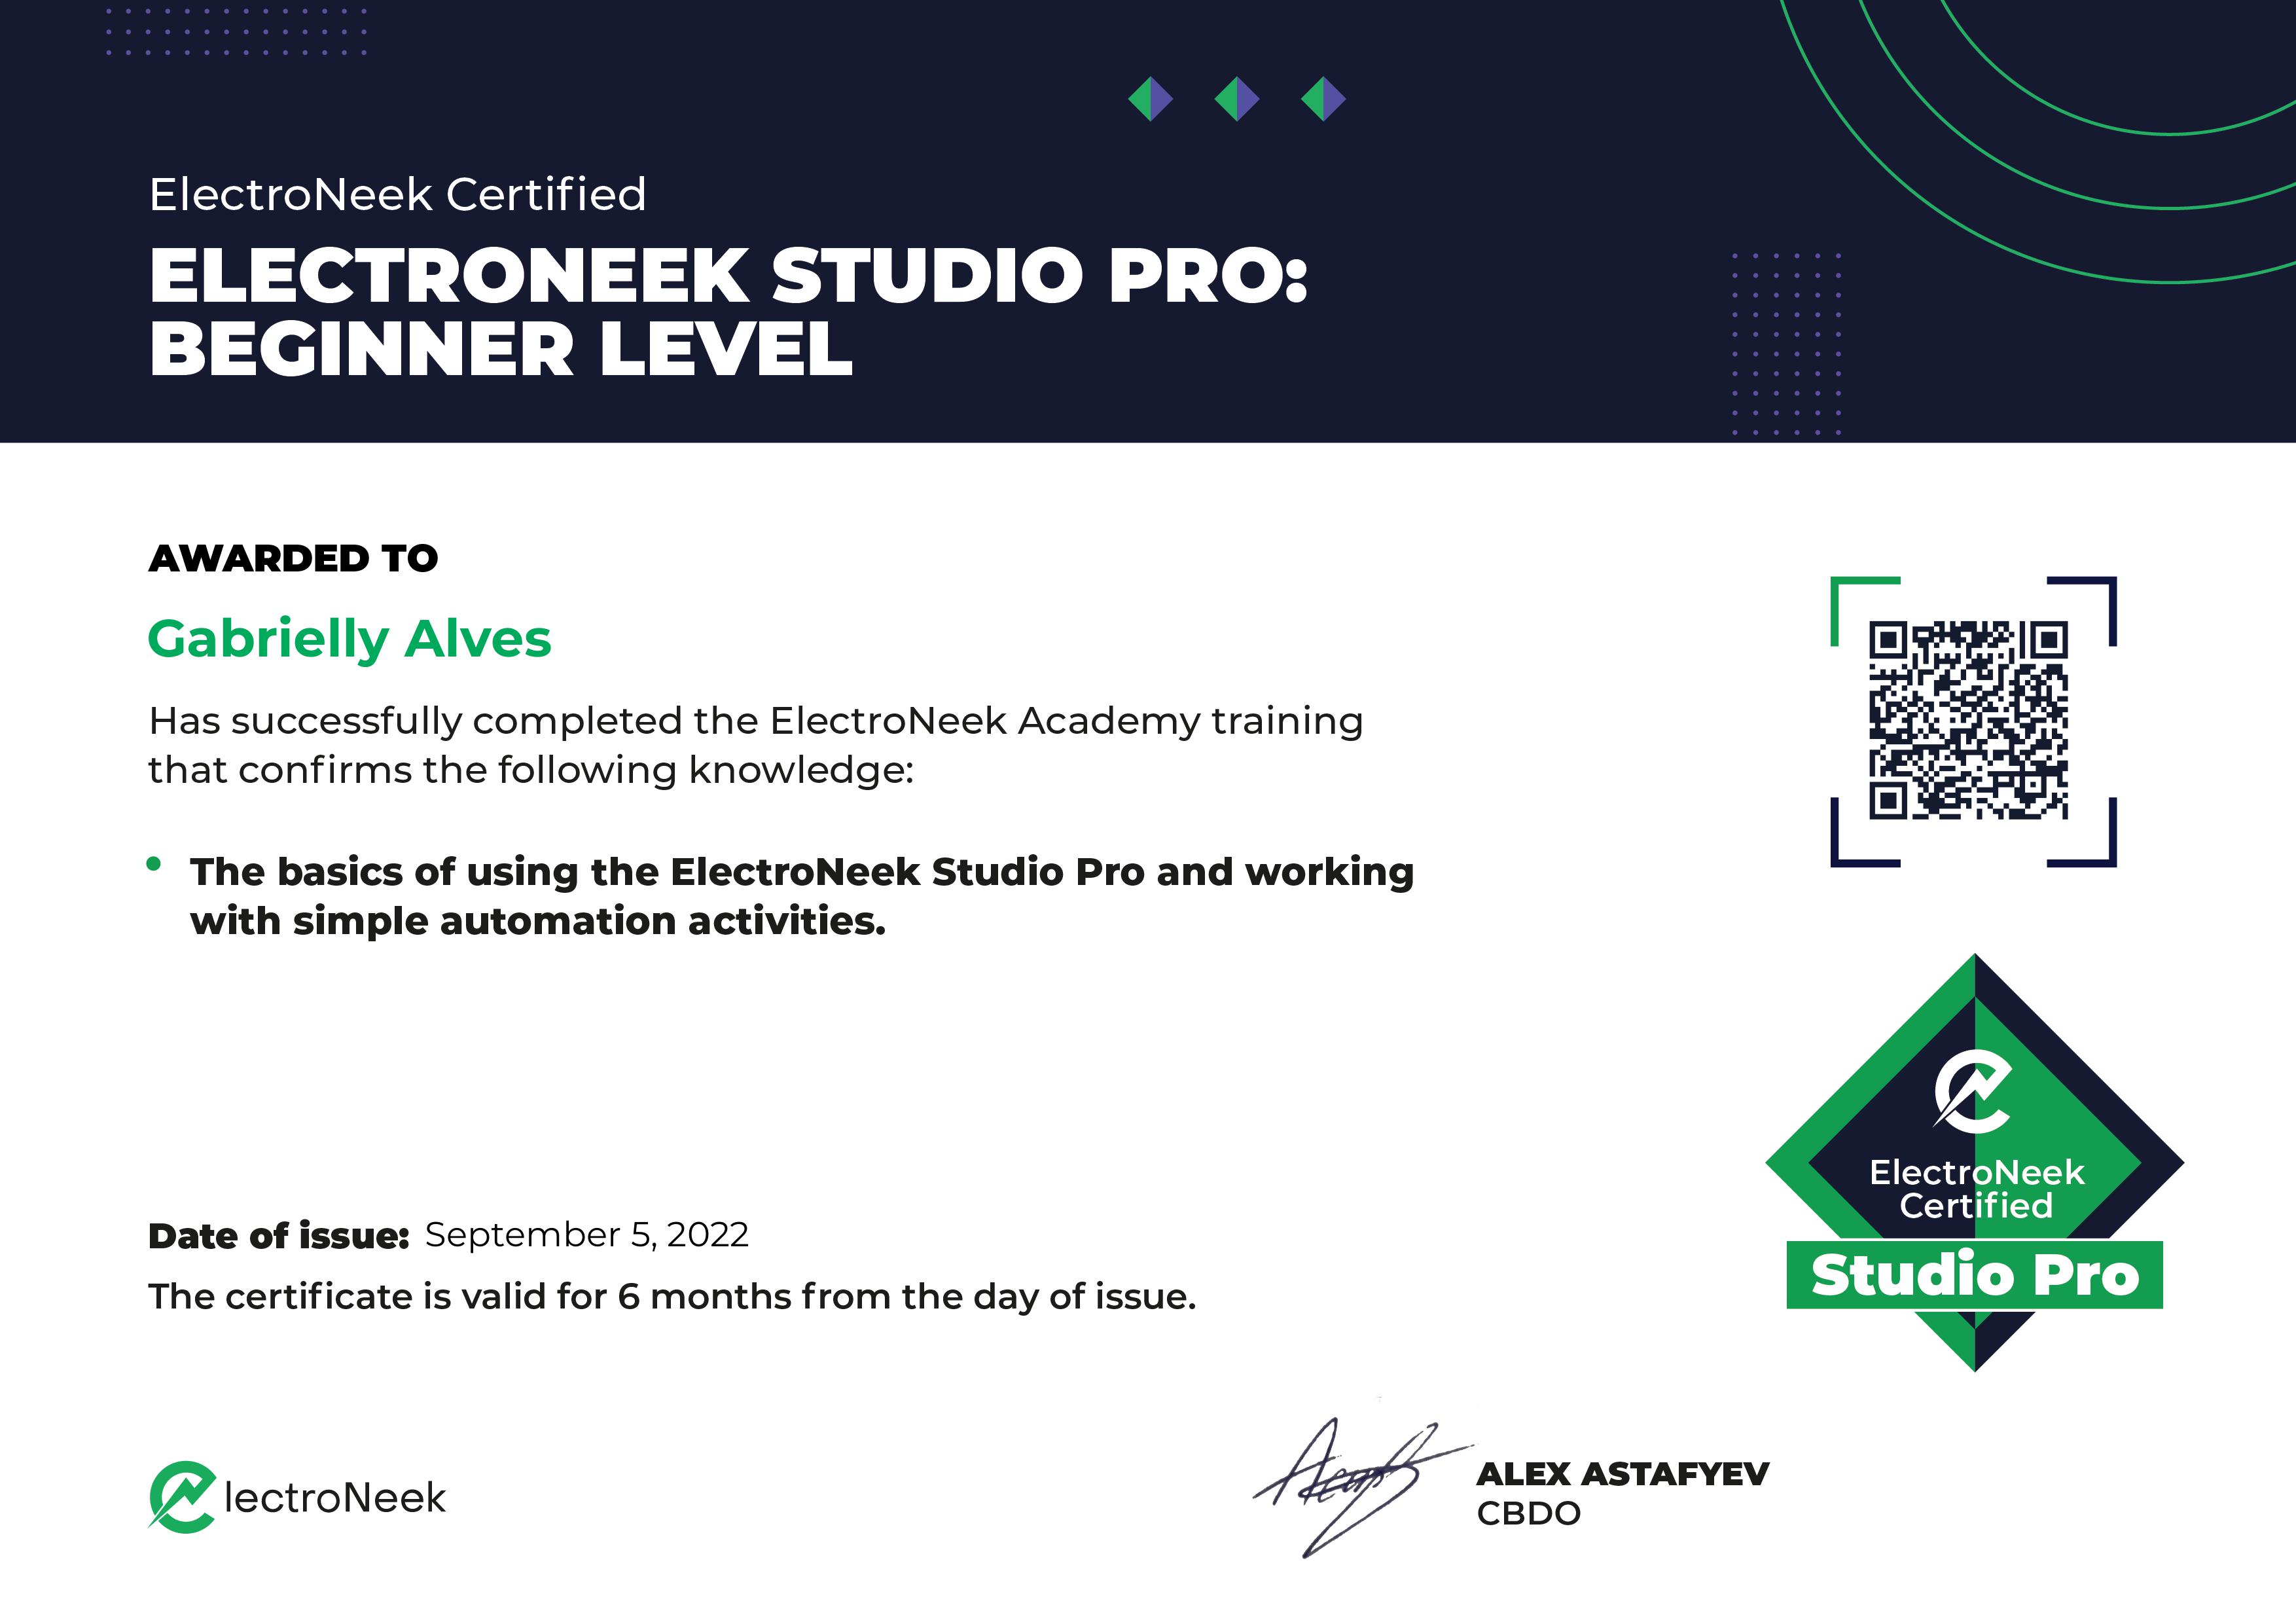 ElectroNeek Certified
ELECTRONEEK STUDIO PRO:
BEGINNER LEVEL
AWARDED TO
Gabrielly Alves
Has successfully completed the ElectroNeek Academy training
that confirms the following knowledge:
• The basics of using the ElectroNeek Studio Pro and working
with simple automation activities.
ElectroNeek
Certified
Studio Pro
Date of issue: September 5, 2022
The certificate is valid for 6 months from the day of issue.
ElectroNeek
ALEX ASTAFYEV
CBDO